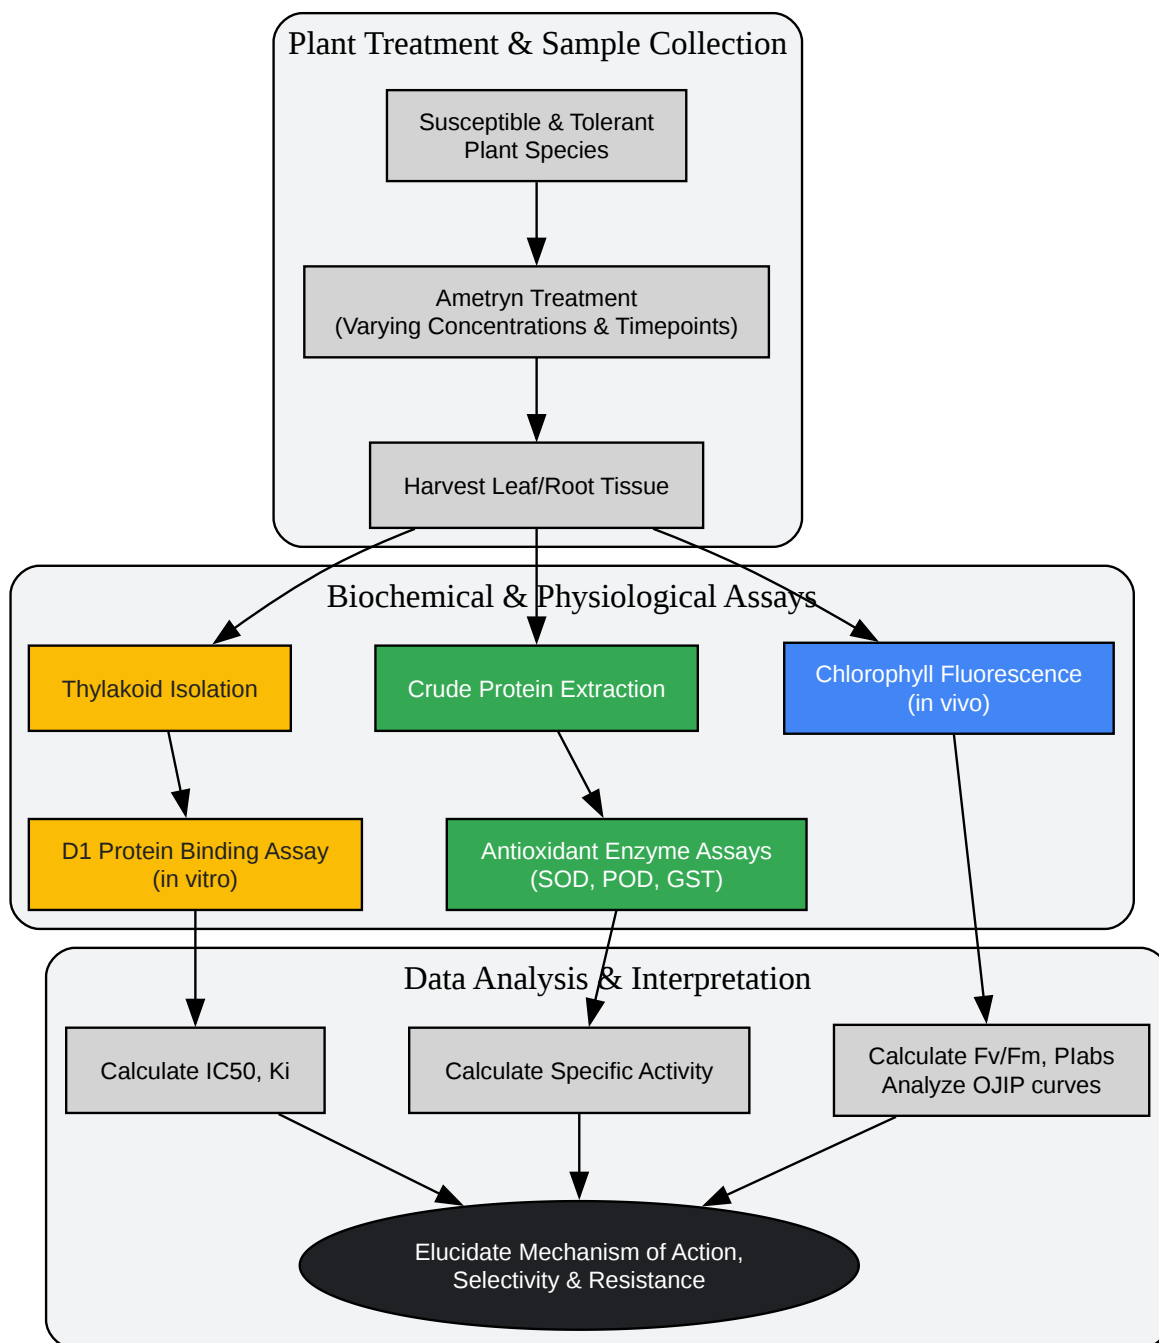 Plant Treatment & Sample Collection
Susceptible & Tolerant
Plant Species
Ametryn Treatment
(Varying Concentrations & Timepoints)
Harvest Leaf/Root Tissue
Biochemical & Physiological Assays
Thylakoid Isolation
Crude Protein Extraction
Chlorophyll Fluorescence
(in vivo)
D1 Protein Binding Assay
(in vitro)
Antioxidant Enzyme Assays
(SOD, POD, GST)
Data Analysis & Interpretation
Calculate IC50, Ki
Calculate Specific Activity
Calculate Fv/Fm, PIabs
Analyze OJIP curves
Elucidate Mechanism of Action,
Selectivity & Resistance